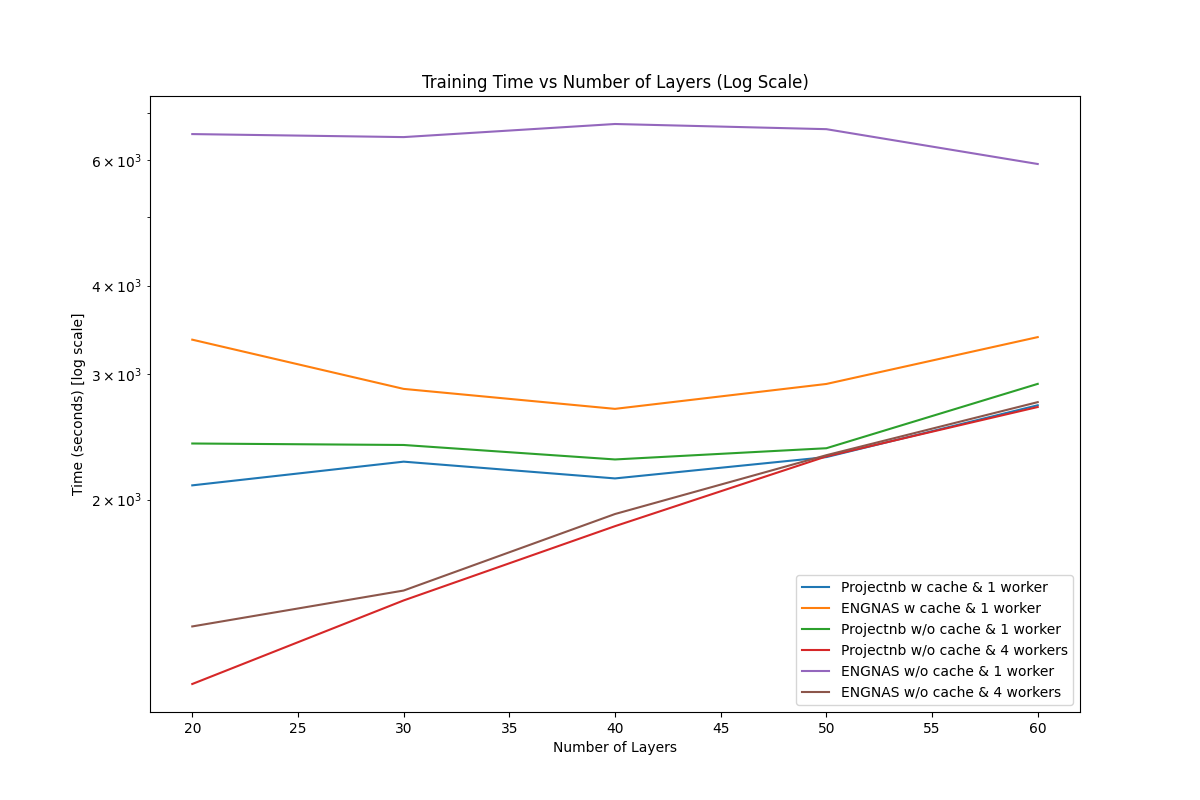 Training Time vs Number of Layers (Log Scale)
Time (seconds) [log scale]
6 × 10³
4 × 10³
3 × 10³
2 × 10³
Projectnb w cache & 1 worker
ENGNAS w cache & 1 worker
Projectnb w/o cache & 1 worker
Projectnb w/o cache & 4 workers
ENGNAS w/o cache & 1 worker
ENGNAS w/o cache & 4 workers
20 25 30 35 40 45 50 55 60
Number of Layers